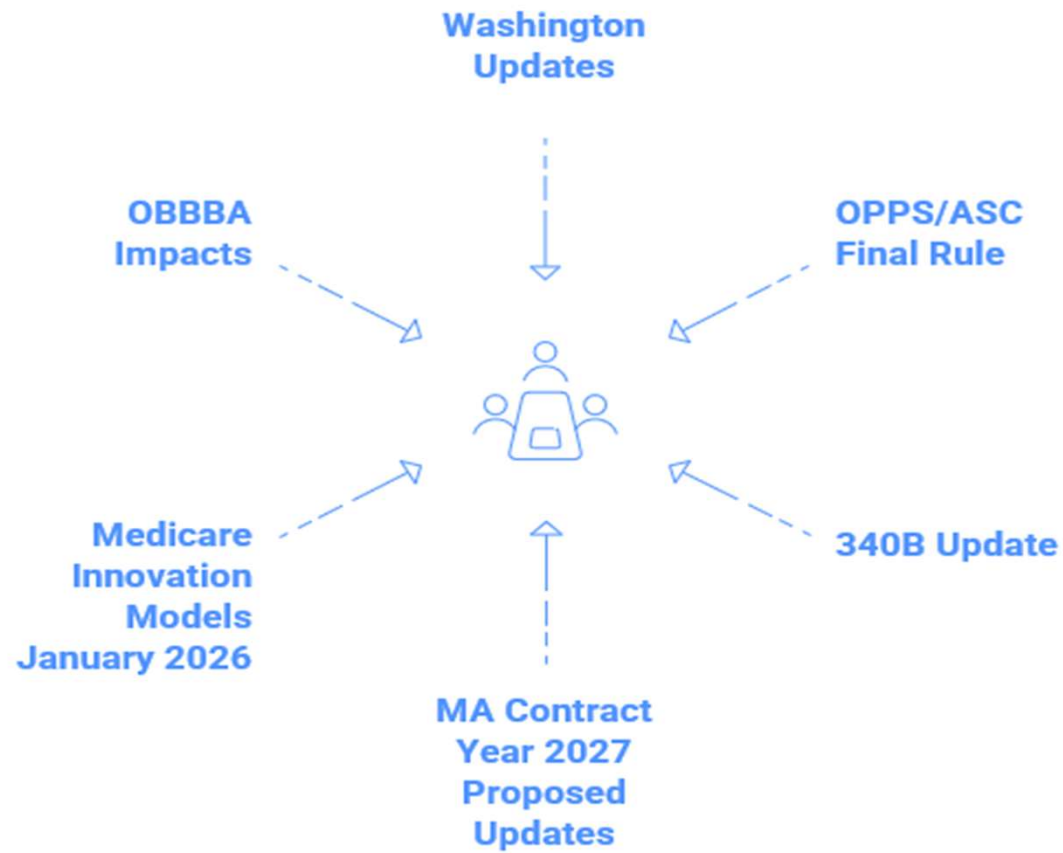 Washington
Updates
OBBBA
Impacts
OPPS/ASC
Final Rule
Medicare
Innovation
Models
January 2026
340B Update
MA Contract
Year 2027
Proposed
Updates